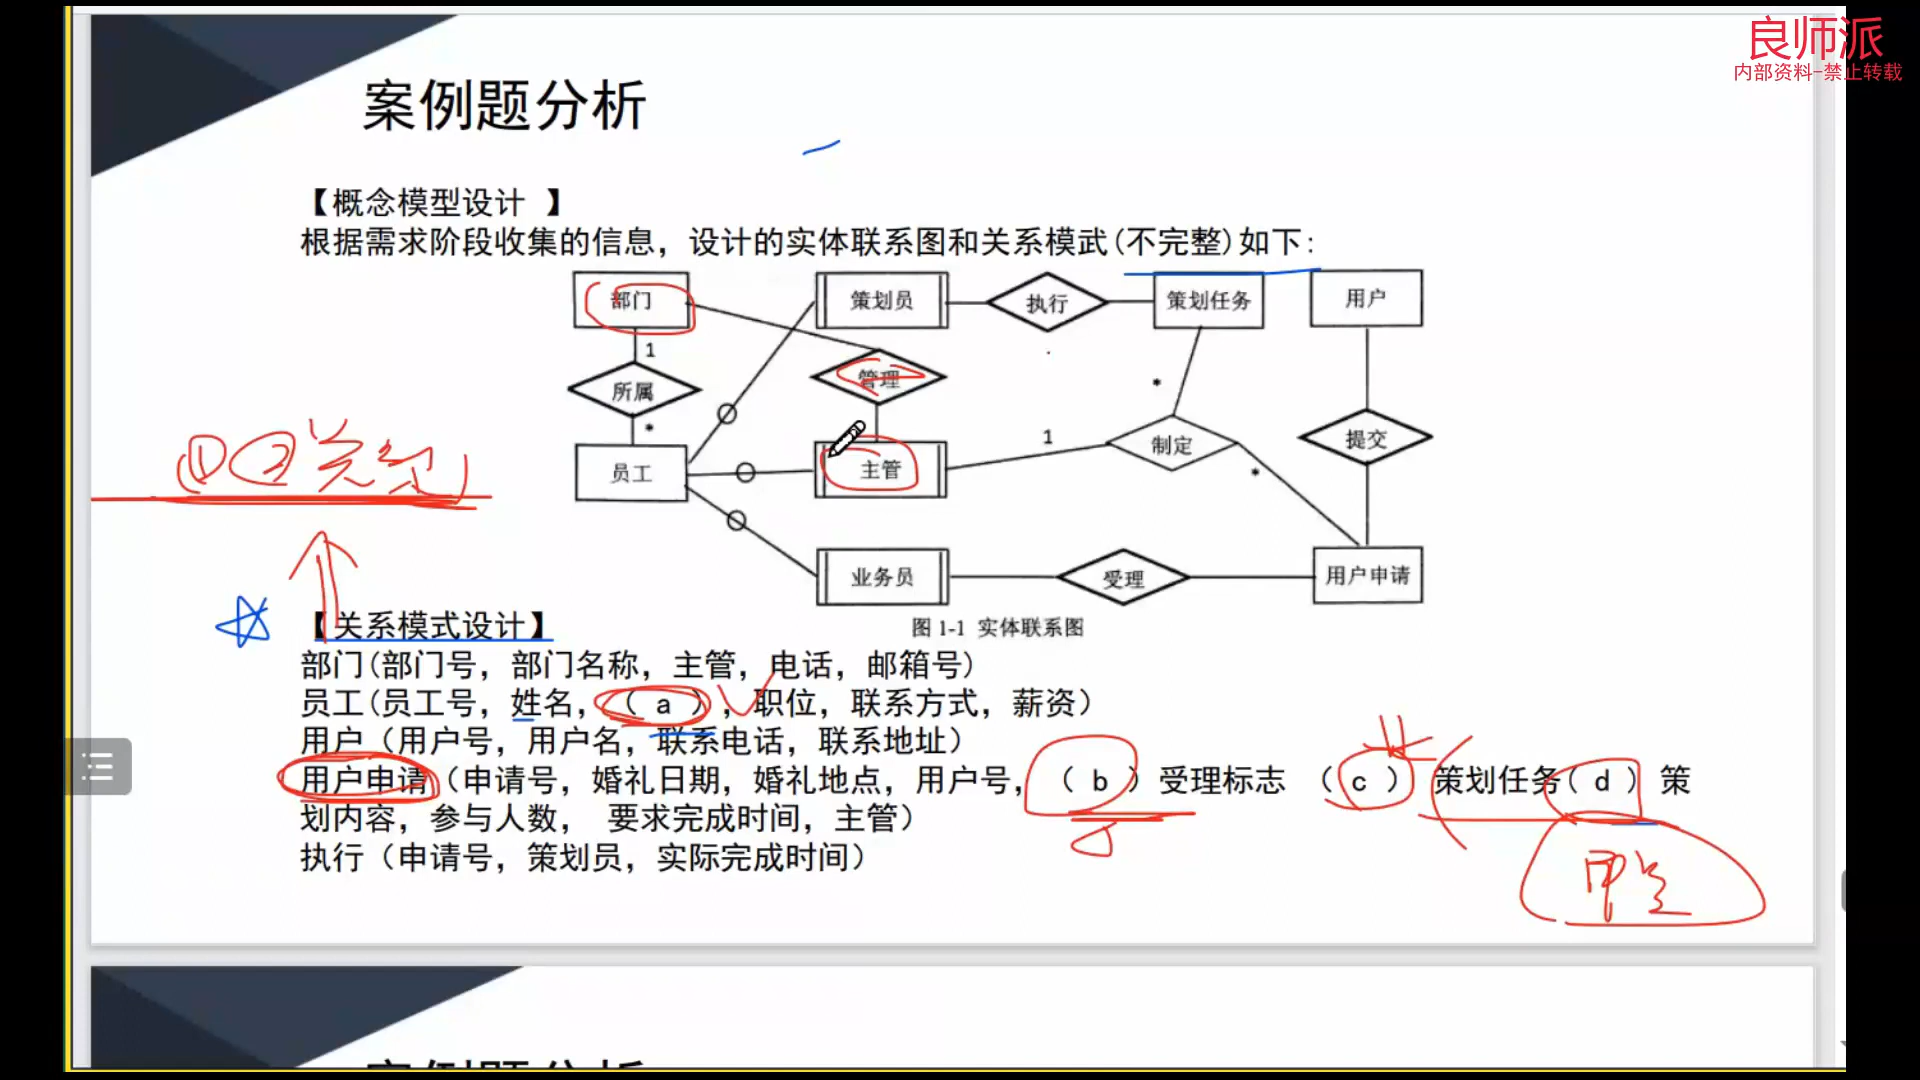 良师派
内部资料-禁止转载
案例题分析
【概念模型设计 】
根据需求阶段收集的信息，设计的实体联系图和关系模式(不完整)如下:
部门 策划员 执行 策划任务 用户
1 管理
所属 *
* 1 制定 提交
员工 主管 *
业务员 受理 用户申请
图 1-1 实体联系图
【关系模式设计】
部门(部门号，部门名称，主管，电话，邮箱号)
员工(员工号，姓名，（ a ），职位，联系方式，薪资）
用户（用户号，用户名，联系电话，联系地址）
用户申请（申请号，婚礼日期，婚礼地点，用户号，（ b ）受理标志 （ c ） 策划任务( d ） 策
划内容，参与人数， 要求完成时间，主管）
执行（申请号，策划员，实际完成时间）